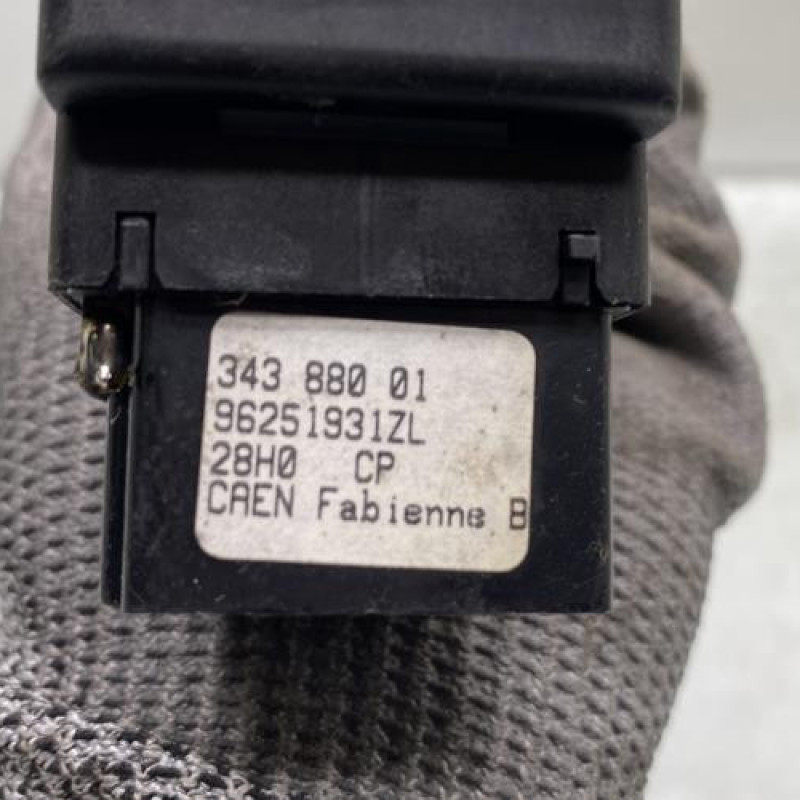 343 880 01
96251931ZL
28H0 CP
CAEN Fabienne B